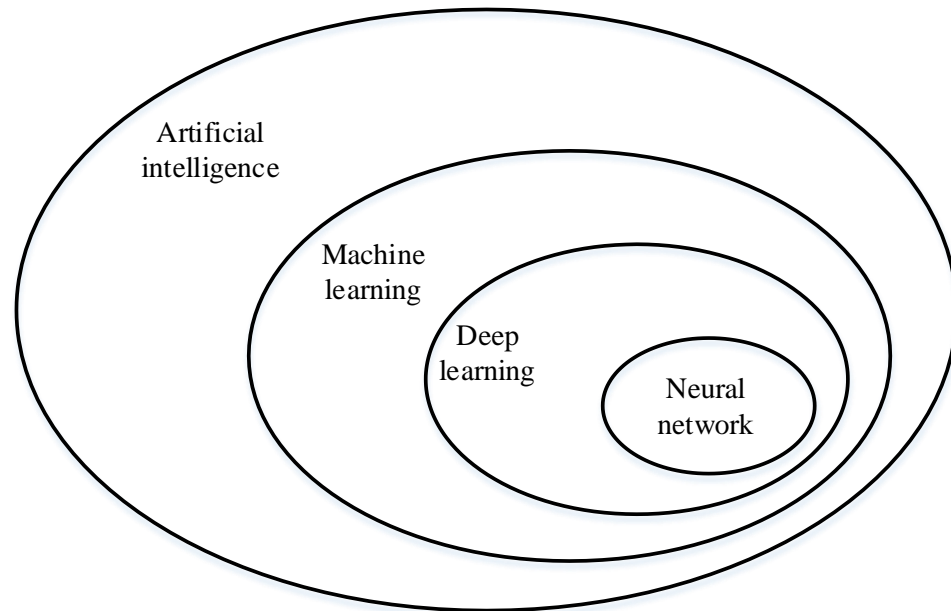 Artificial
intelligence
Machine
learning
Deep
learning
Neural
network